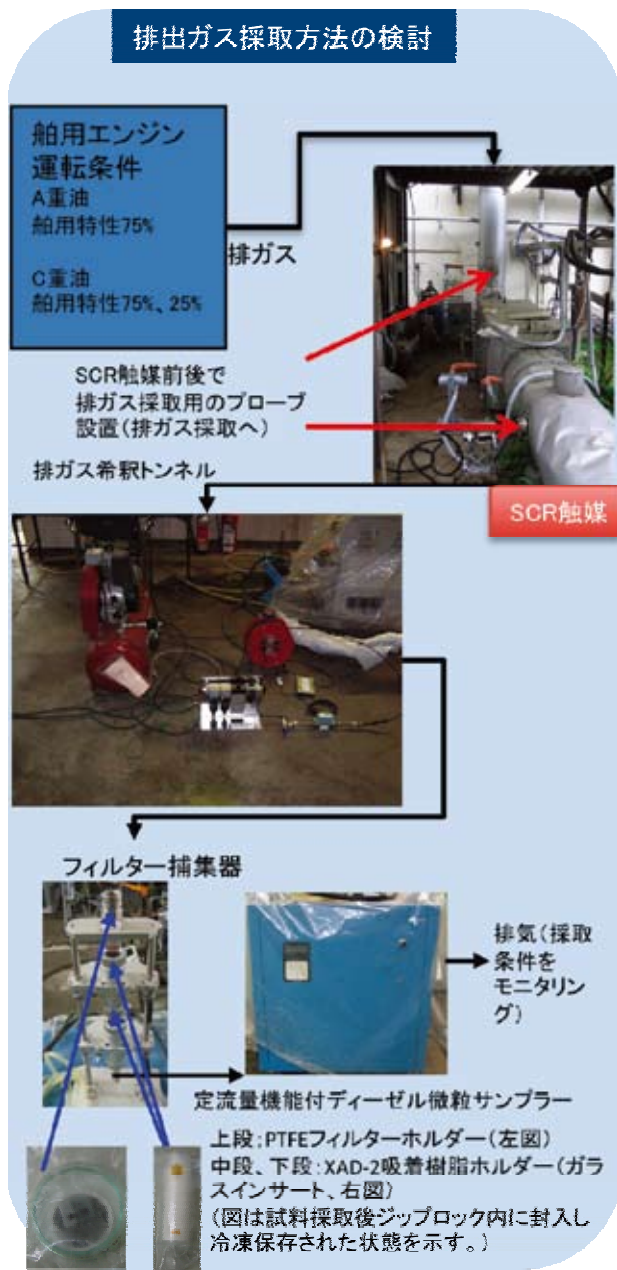 排出ガス採取方法の検討
舶用エンジン
運転条件
A重油
舶用特性75%
C重油
舶用特性75%、25%
排ガス
SCR触媒前後で
排ガス採取用のプローブ
設置(排ガス採取へ)
排ガス希釈トンネル
SCR触媒
フィルター捕集器
排気(採取
条件を
モニタリン
グ)
定流量機能付ディーゼル微粒サンプラー
上段;PTFEフィルターホルダー(左図)
中段、下段:XAD-2吸着樹脂ホルダー(ガラ
スインサート、右図)
(図は試料採取後ジップロック内に封入し
冷凍保存された状態を示す。)